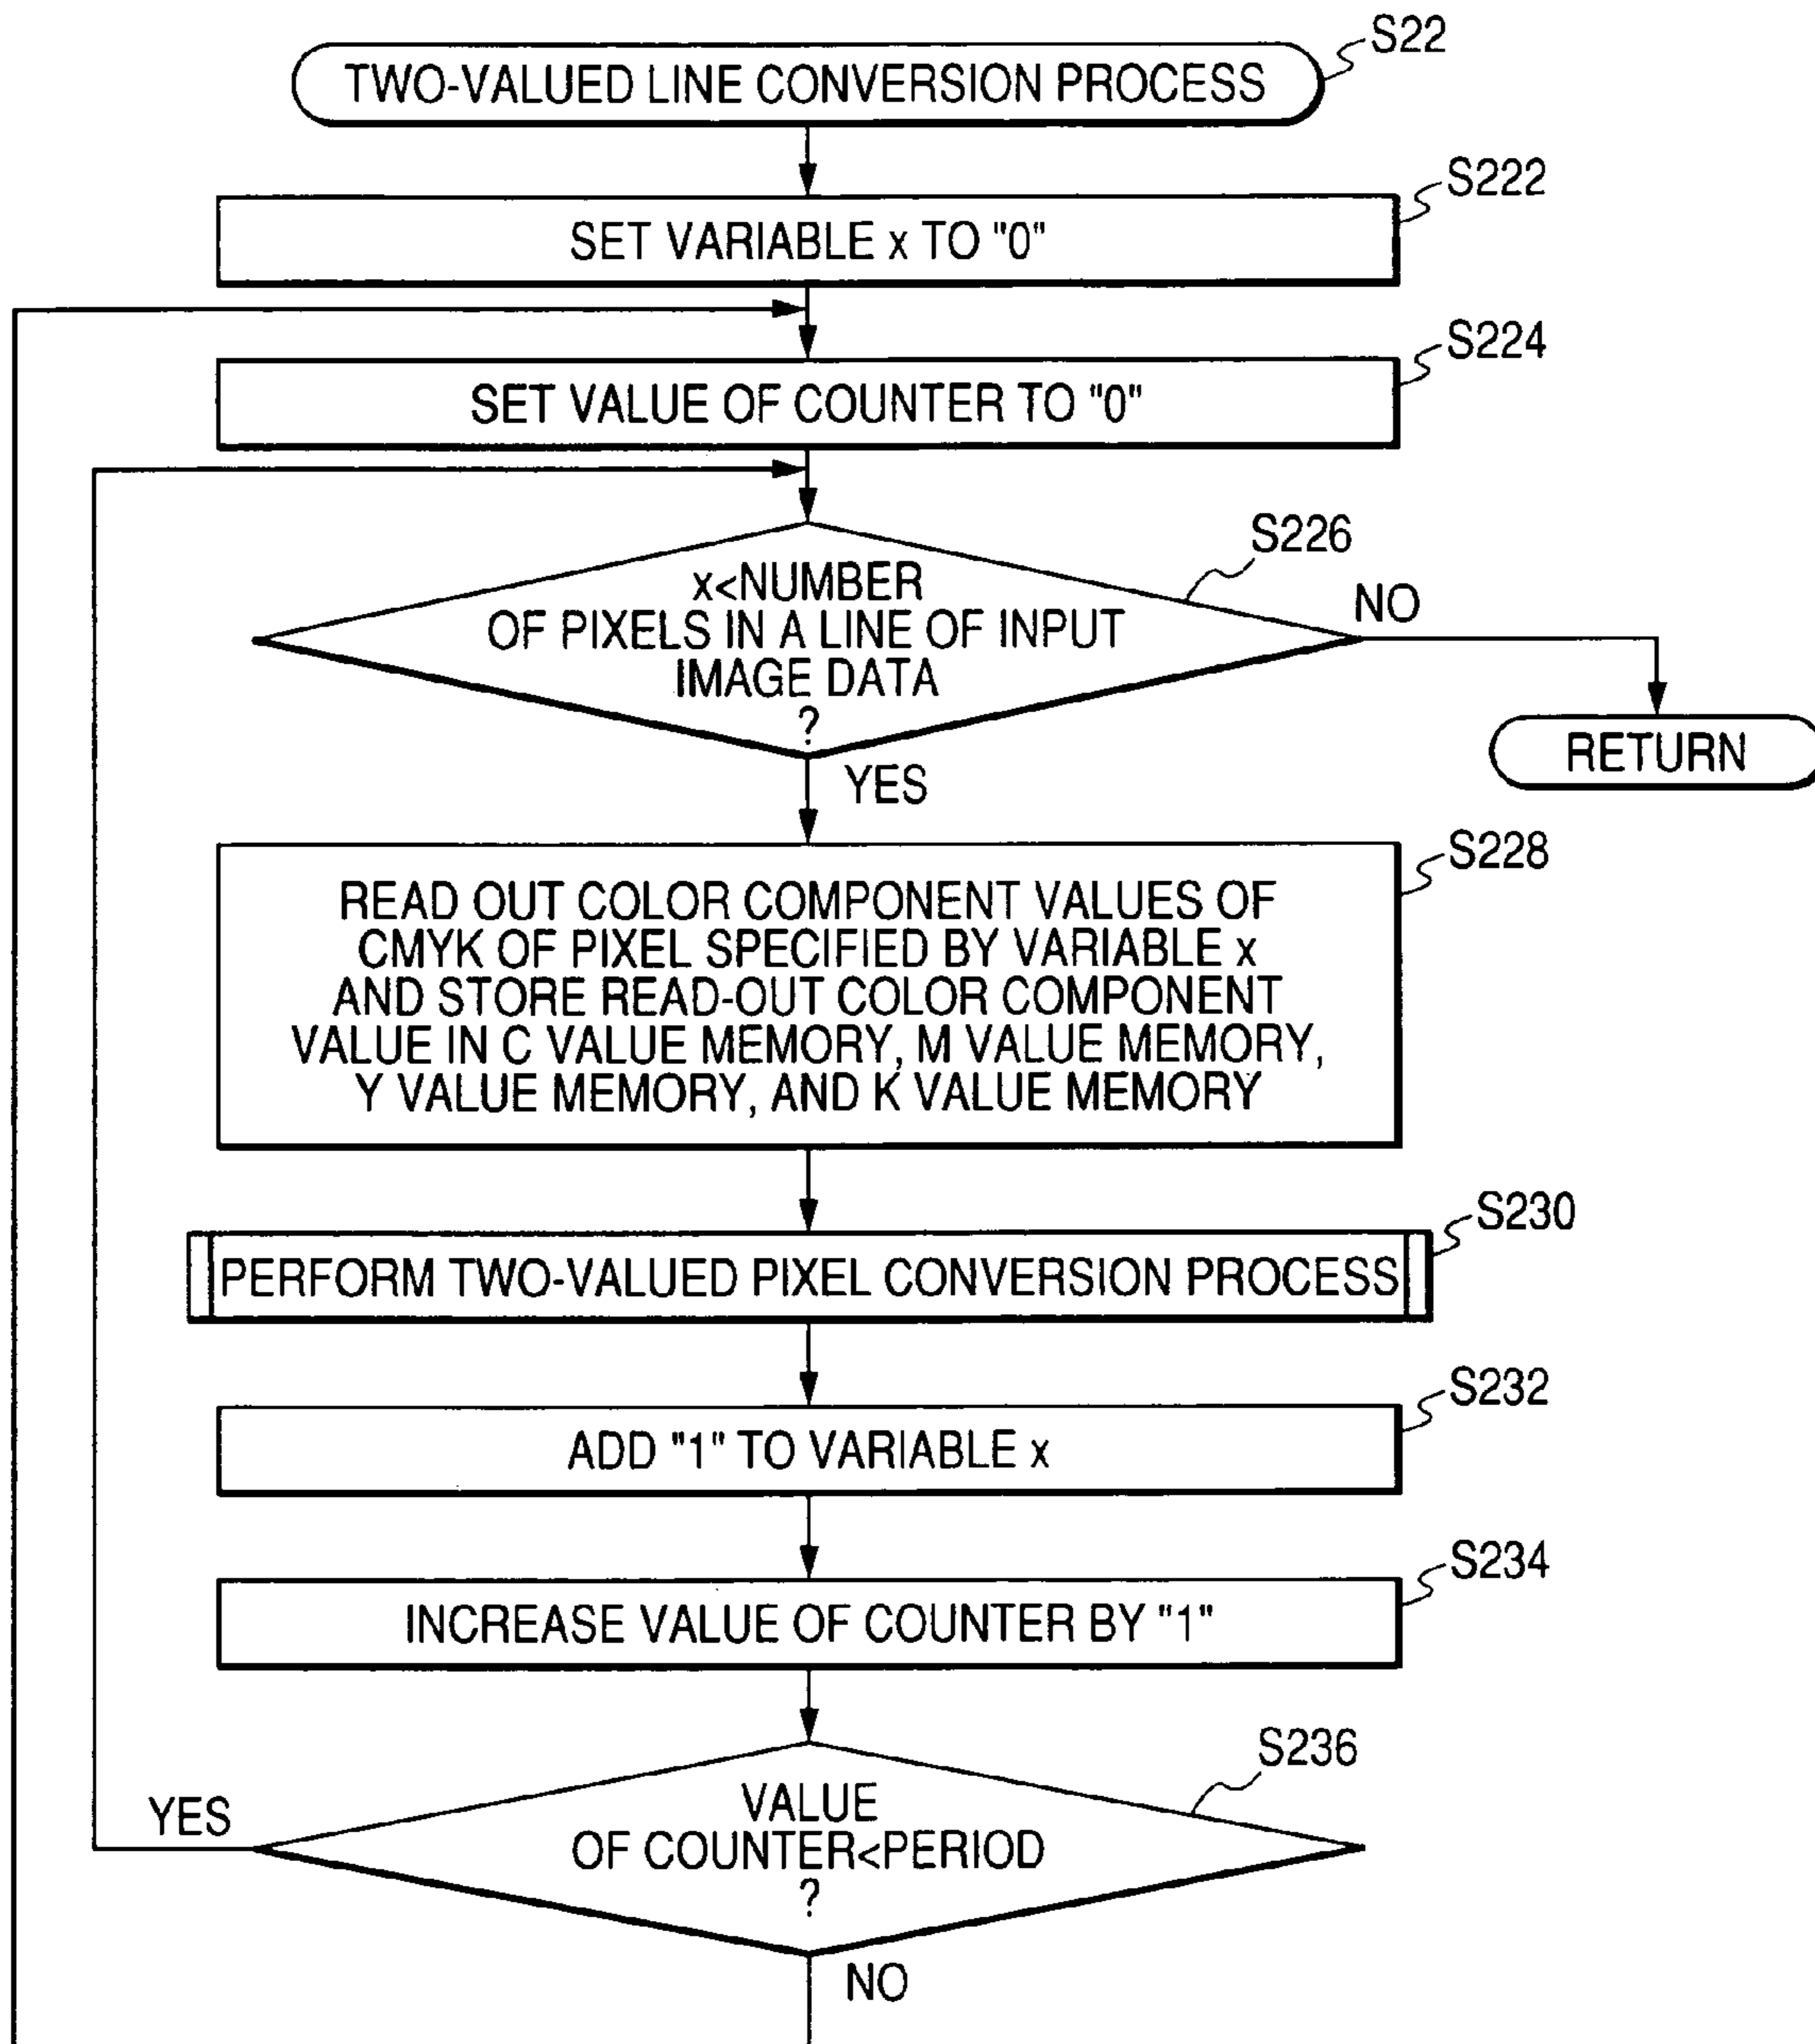 S22
TWO-VALUED LINE CONVERSION PROCESS
S222
SET VARIABLE x TO "0"
S224
SET VALUE OF COUNTER TO "0"
S226
x<NUMBER
OF PIXELS IN A LINE OF INPUT
IMAGE DATA
?
NO
RETURN
YES
S228
READ OUT COLOR COMPONENT VALUES OF
CMYK OF PIXEL SPECIFIED BY VARIABLE x
AND STORE READ-OUT COLOR COMPONENT
VALUE IN C VALUE MEMORY, M VALUE MEMORY,
Y VALUE MEMORY, AND K VALUE MEMORY
S230
PERFORM TWO-VALUED PIXEL CONVERSION PROCESS
S232
ADD "1" TO VARIABLE x
S234
INCREASE VALUE OF COUNTER BY "1"
S236
YES
VALUE
OF COUNTER<PERIOD
?
NO